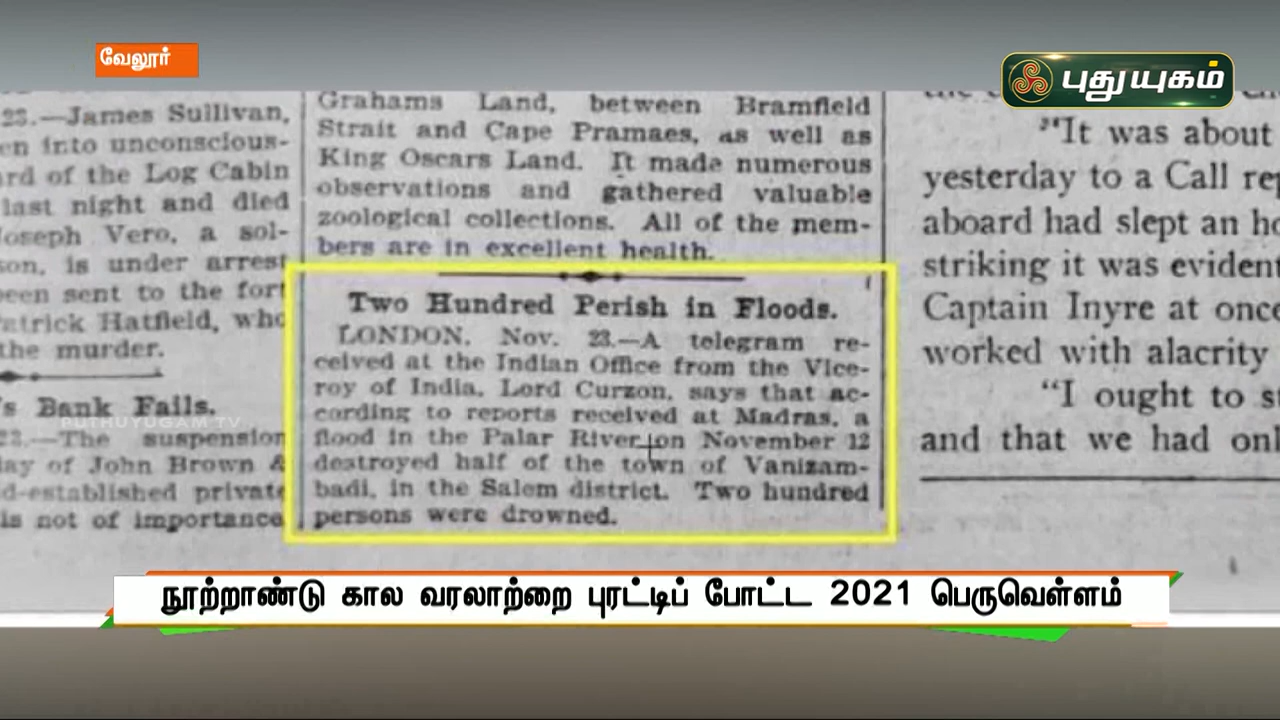 வேலூர்
புதுயுகம்
23.—James Sullivan,
en into unconscious-
ard of the Log Cabin
last night and died
Joseph Vero, a sol-
son, is under arrest
been sent to the fort
atrick Hatfield, who
the murder.
's Bank Fails.
PUTHUYUGAM TV
23.—The suspension
day of John Brown &
d-established private
is not of importance
Grahams Land, between Bramfield
Strait and Cape Pramaes, as well as
King Oscars Land. It made numerous
observations and gathered valuable
zoological collections. All of the mem-
bers are in excellent health.
Two Hundred Perish in Floods.
LONDON, Nov. 23.—A telegram re-
ceived at the Indian Office from the Vice-
roy of India, Lord Curzon, says that ac-
cording to reports received at Madras, a
flood in the Palar River on November 12
destroyed half of the town of Vanizam-
badi, in the Salem district. Two hundred
persons were drowned.
"It was about
yesterday to a Call rep
aboard had slept an ho
striking it was evident
Captain Inyre at once
worked with alacrity
"I ought to st
and that we had onl
நூற்றாண்டு கால வரலாற்றை புரட்டிப் போட்ட 2021 பெருவெள்ளம்